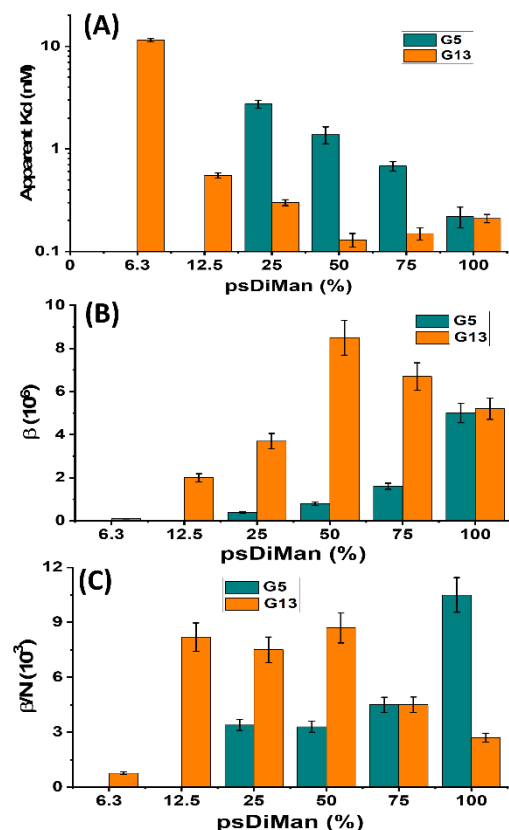 (A)
G5
G13
Apparent Kd (nM)
10
1
0.1
0 6.3 12.5 25 50 75 100
psDiMan (%)
(B)
G5
G13
β (10⁶)
10
8
6
4
2
0
6.3 12.5 25 50 75 100
psDiMan (%)
(C)
G5
G13
β/N (10³)
12
9
6
3
0
6.3 12.5 25 50 75 100
psDiMan (%)